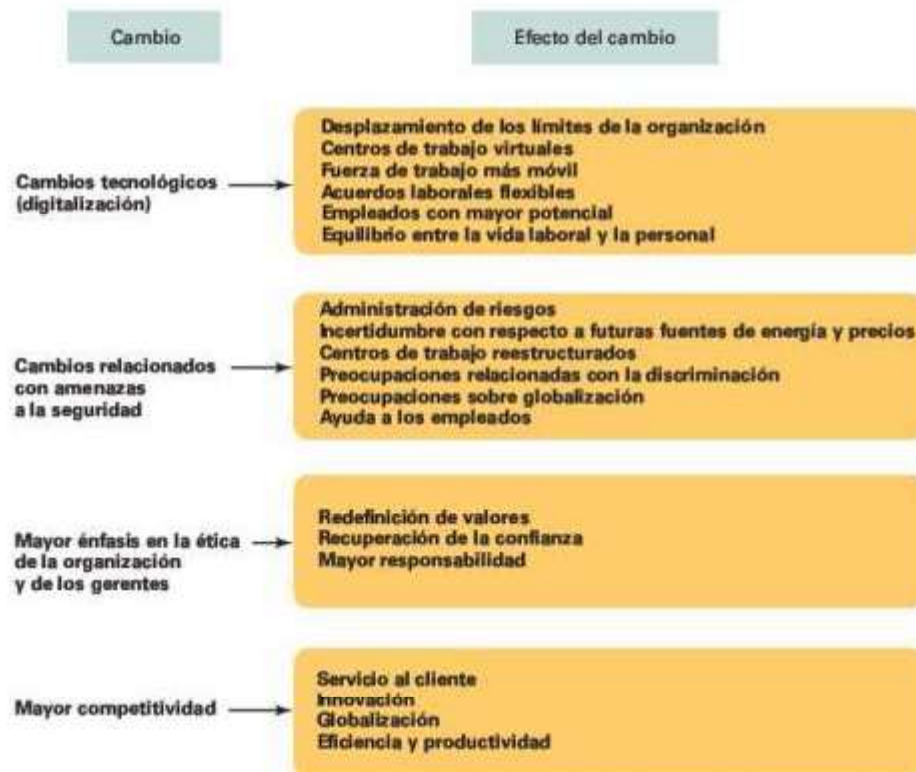 Cambio
Efecto del cambio
Cambios tecnológicos
(digitalización)
Desplazamiento de los límites de la organización
Centros de trabajo virtuales
Fuerza de trabajo más móvil
Acuerdos laborales flexibles
Empleados con mayor potencial
Equilibrio entre la vida laboral y la personal
Cambios relacionados
con amenazas
a la seguridad
Administración de riesgos
Incertidumbre con respecto a futuras fuentes de energía y precios
Centros de trabajo reestructurados
Preocupaciones relacionadas con la discriminación
Preocupaciones sobre globalización
Ayuda a los empleados
Mayor énfasis en la ética
de la organización
y de los gerentes
Redefinición de valores
Recuperación de la confianza
Mayor responsabilidad
Mayor competitividad
Servicio al cliente
Innovación
Globalización
Eficiencia y productividad